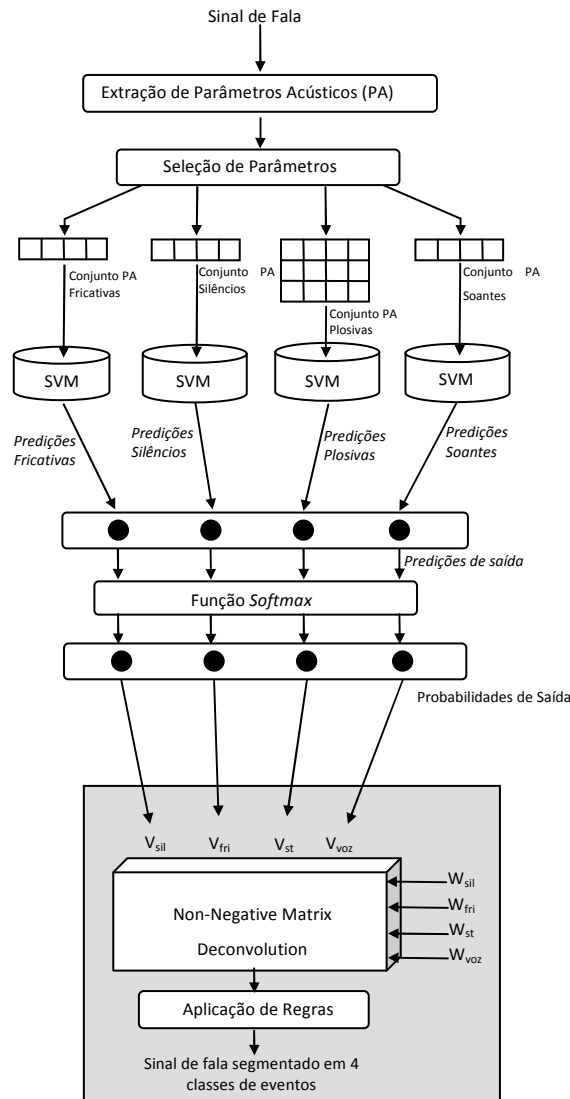 Sinal de Fala
Extração de Parâmetros Acústicos (PA)
Seleção de Parâmetros
Conjunto PA
Fricativas
Conjunto PA
Silêncios
Conjunto PA
Plosivas
Conjunto PA
Soantes
SVM
SVM
SVM
SVM
Predições
Fricativas
Predições
Silêncios
Predições
Plosivas
Predições
Soantes
Predições de saída
Função Softmax
Probabilidades de Saída
Vsil Vfri Vst Vvoz
Wsil
Wfri
Wst
Wvoz
Non-Negative Matrix
Deconvolution
Aplicação de Regras
Sinal de fala segmentado em 4
classes de eventos